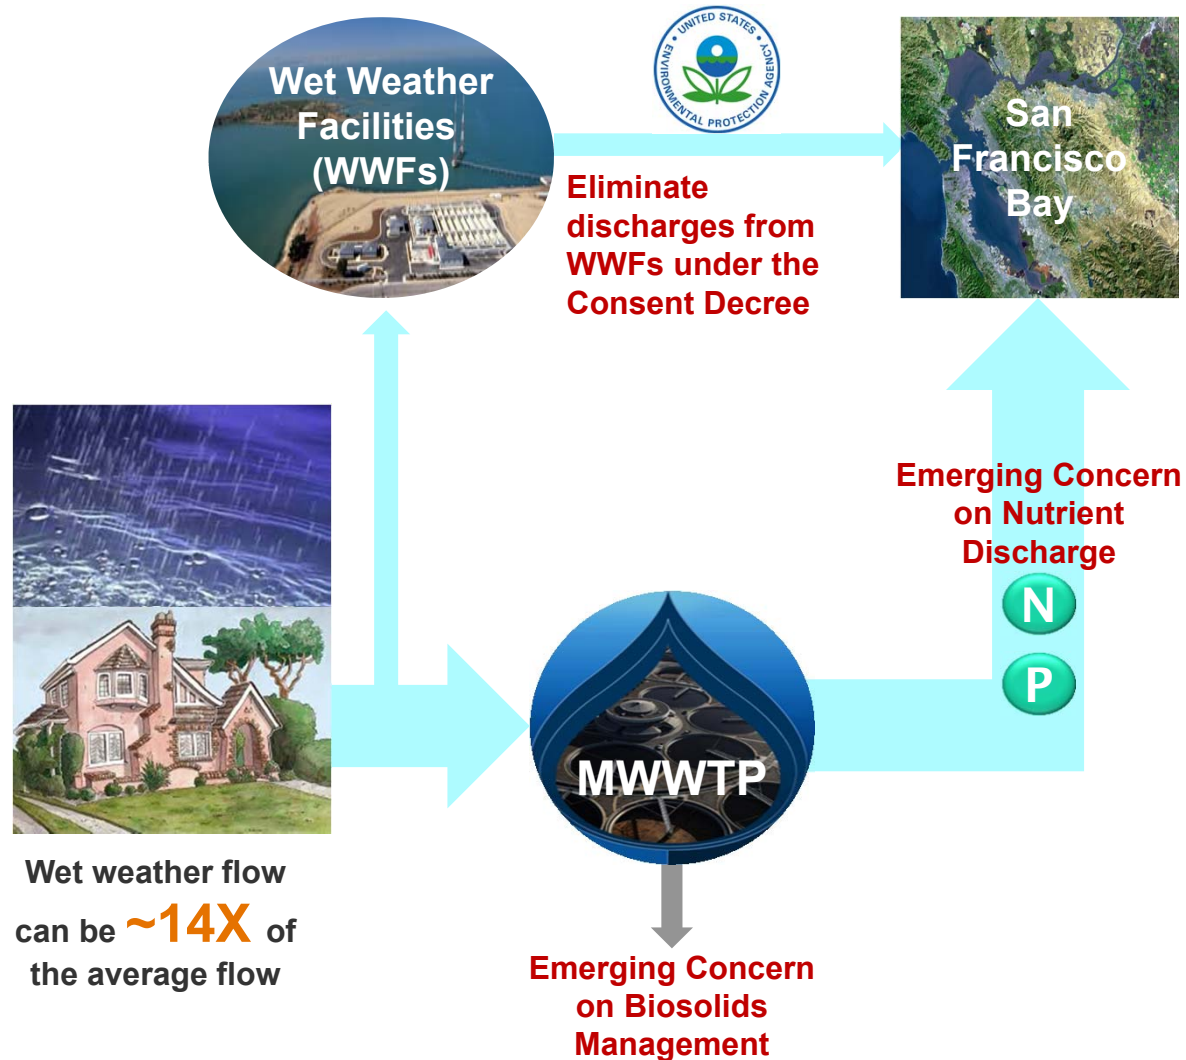 Wet Weather
Facilities
(WWFs)
UNITED STATES
ENVIRONMENTAL PROTECTION AGENCY
San
Francisco
Bay
Eliminate
discharges from
WWFs under the
Consent Decree
Emerging Concern
on Nutrient
Discharge
N
P
MWWTP
Wet weather flow
can be ~14X of
the average flow
Emerging Concern
on Biosolids
Management